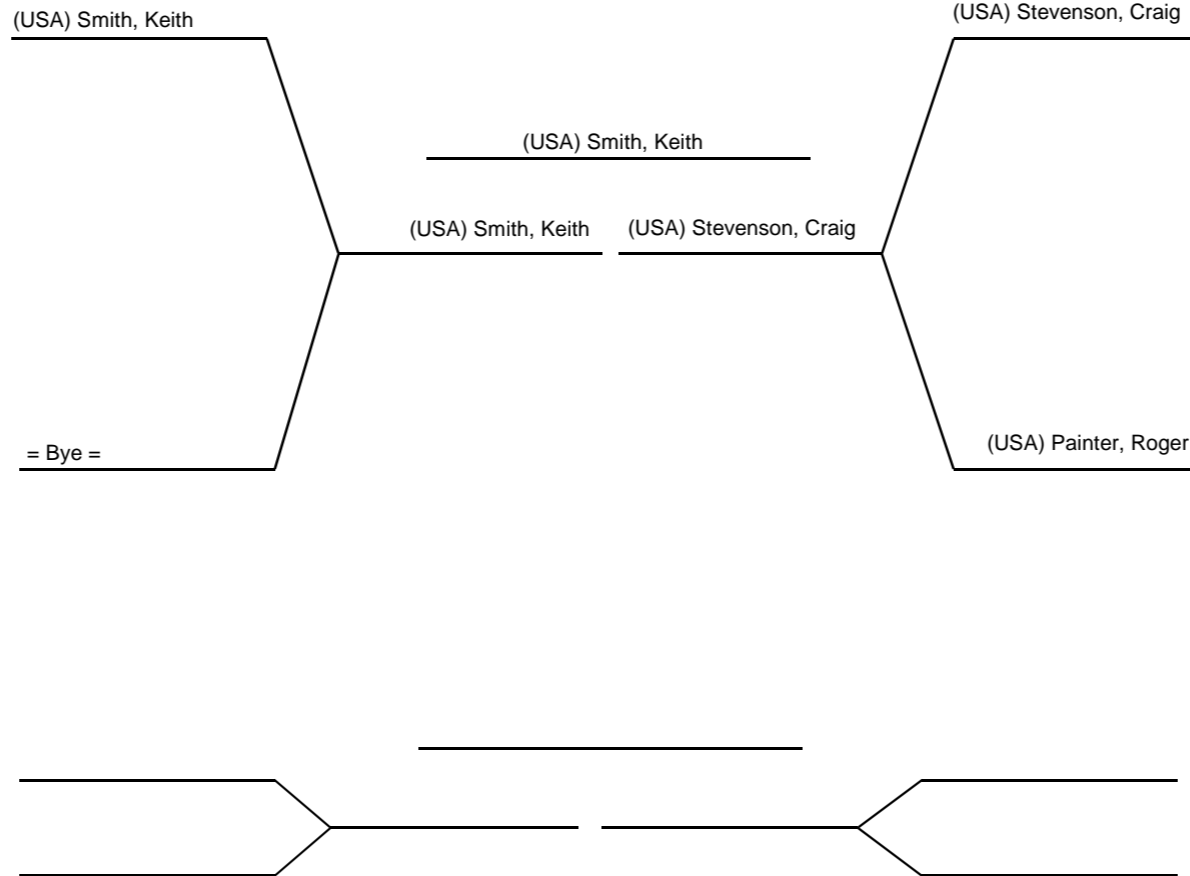 (USA) Smith, Keith
(USA) Stevenson, Craig
(USA) Smith, Keith
(USA) Smith, Keith
(USA) Stevenson, Craig
= Bye =
(USA) Painter, Roger